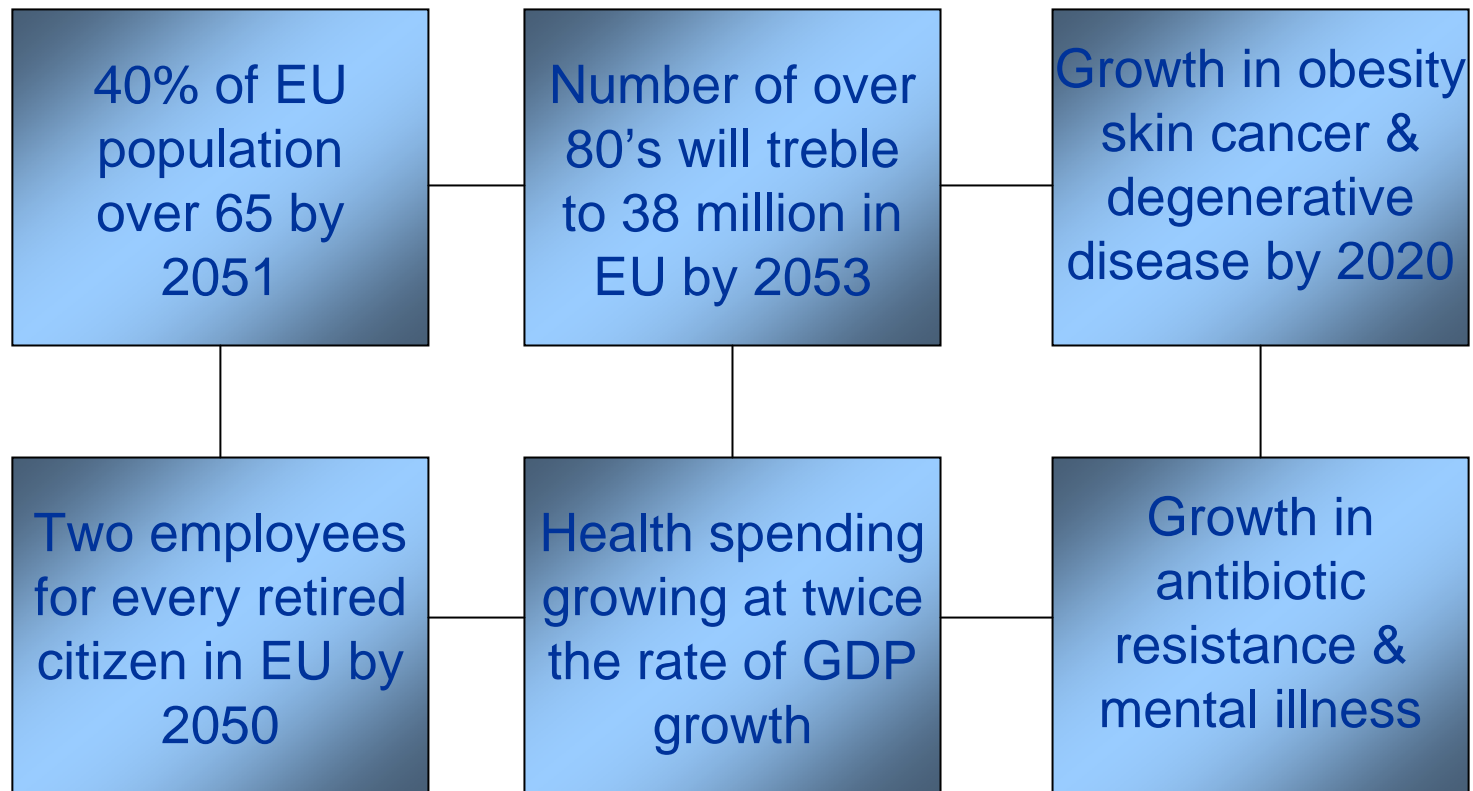 40% of EU
population
over 65 by
2051
Number of over
80’s will treble
to 38 million in
EU by 2053
Growth in obesity
skin cancer &
degenerative
disease by 2020
Two employees
for every retired
citizen in EU by
2050
Health spending
growing at twice
the rate of GDP
growth
Growth in
antibiotic
resistance &
mental illness